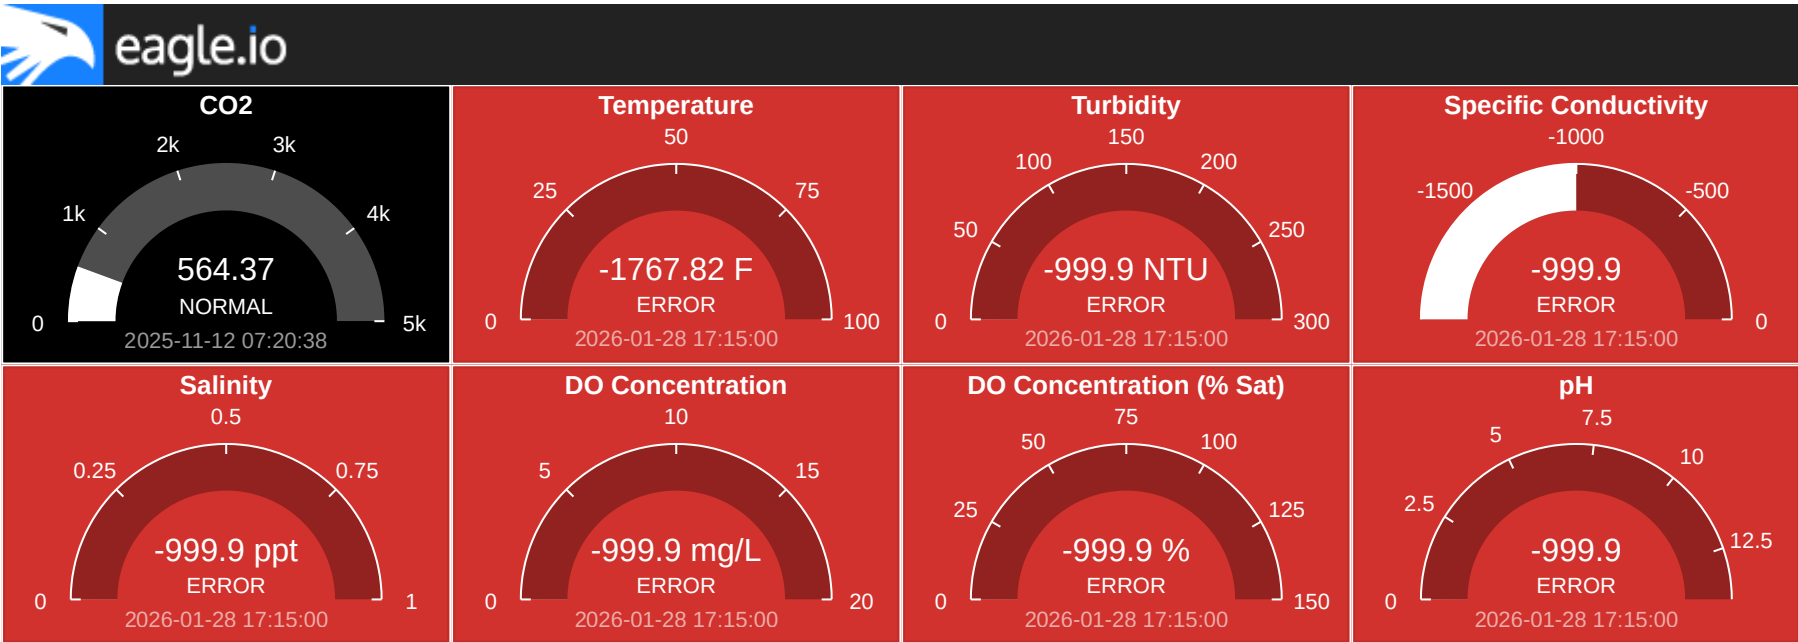 eagle.io
CO2
2k
3k
1k
4k
564.37
NORMAL
0
5k
2025-11-12 07:20:38
Temperature
50
25
75
-1767.82 F
ERROR
0
100
2026-01-28 17:15:00
Turbidity
150
100
200
50
250
-999.9 NTU
ERROR
0
300
2026-01-28 17:15:00
Specific Conductivity
-1000
-1500
-500
-999.9
ERROR
0
2026-01-28 17:15:00
Salinity
0.5
0.25
0.75
-999.9 ppt
ERROR
0
1
2026-01-28 17:15:00
DO Concentration
10
5
15
-999.9 mg/L
ERROR
0
20
2026-01-28 17:15:00
DO Concentration (% Sat)
75
50
100
25
125
-999.9 %
ERROR
0
150
2026-01-28 17:15:00
pH
7.5
5
10
2.5
12.5
-999.9
ERROR
0
2026-01-28 17:15:00